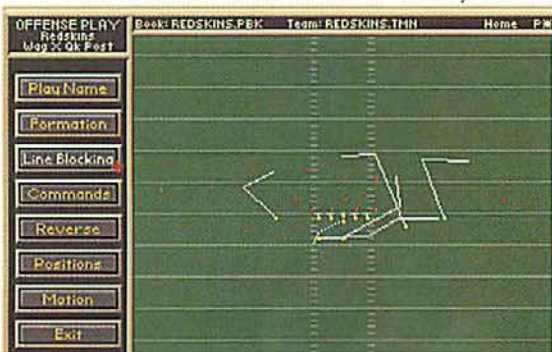 OFFENSE PLAY
Redskins
Wag X Qk Post
Book: REDSKINS.PBK Team: REDSKINS.TMN Home
Play Name
Formation
Line Blocking
Commands
Reverse
Positions
Motion
Exit